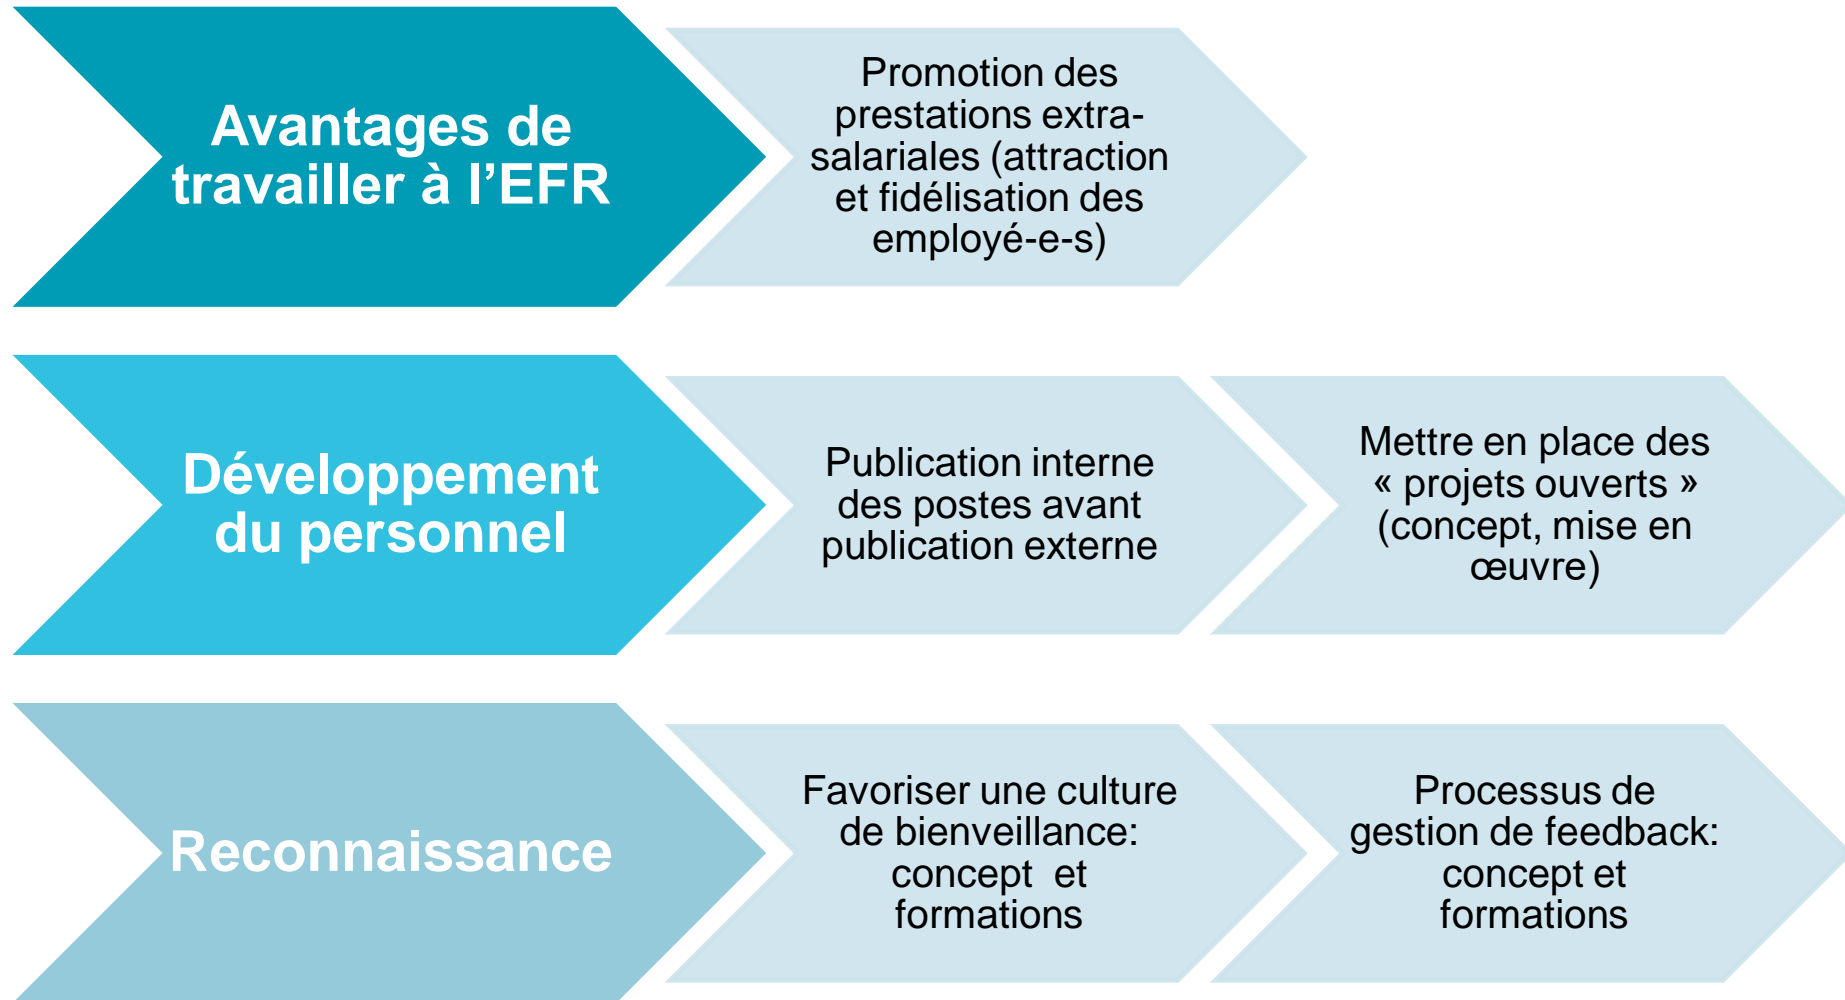 Avantages de
travailler à l’EFR
Promotion des
prestations extra-
salariales (attraction
et fidélisation des
employé-e-s)
Développement
du personnel
Publication interne
des postes avant
publication externe
Mettre en place des
« projets ouverts »
(concept, mise en
œuvre)
Reconnaissance
Favoriser une culture
de bienveillance:
concept et
formations
Processus de
gestion de feedback:
concept et
formations